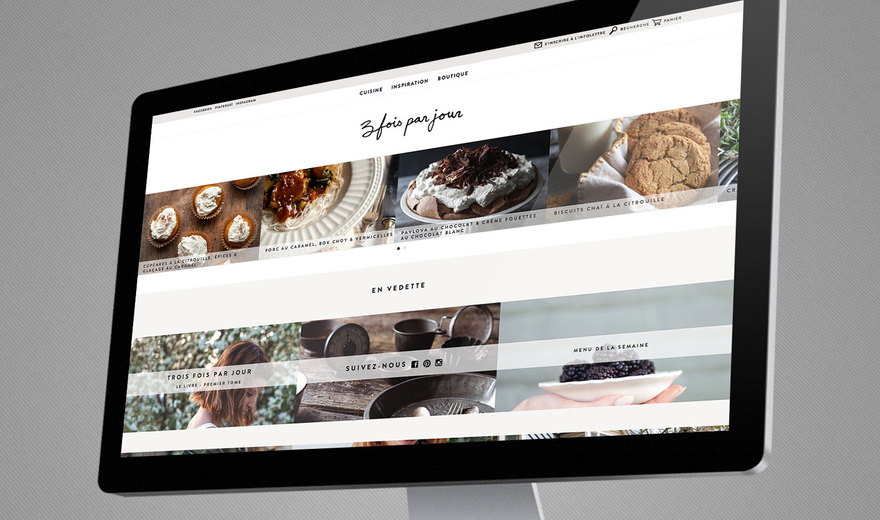 FACEBOOK PINTEREST INSTAGRAM
S'INSCRIRE À L'INFOLETTRE RECHERCHE PANIER
CUISINE INSPIRATION BOUTIQUE
3 fois par jour
CUPCAKES À LA CITROUILLE, ÉPICES &
GLAÇAGE AU CARAMEL
PORC AU CARAMEL, BOK CHOY & VERMICELLES
PAVLOVA AU CHOCOLAT & CRÈME FOUETTÉE
AU CHOCOLAT BLANC
BISCUITS CHAÏ À LA CITROUILLE
CR
EN VEDETTE
TROIS FOIS PAR JOUR
LE LIVRE - PREMIER TOME
SUIVEZ-NOUS
MENU DE LA SEMAINE